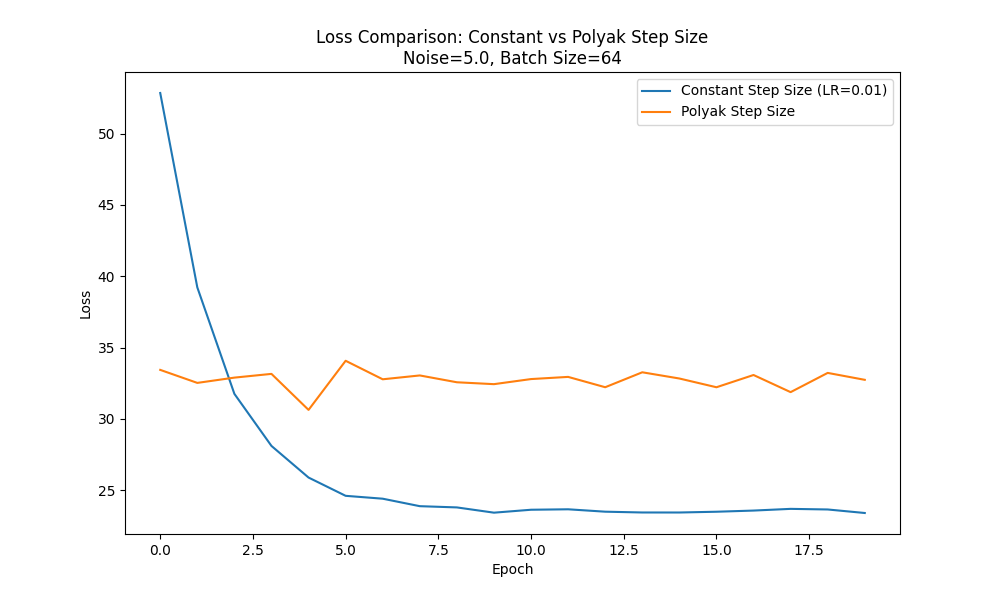 Loss Comparison: Constant vs Polyak Step Size
Noise=5.0, Batch Size=64
Constant Step Size (LR=0.01)
Polyak Step Size
Loss
50
45
40
35
30
25
0.0 2.5 5.0 7.5 10.0 12.5 15.0 17.5
Epoch